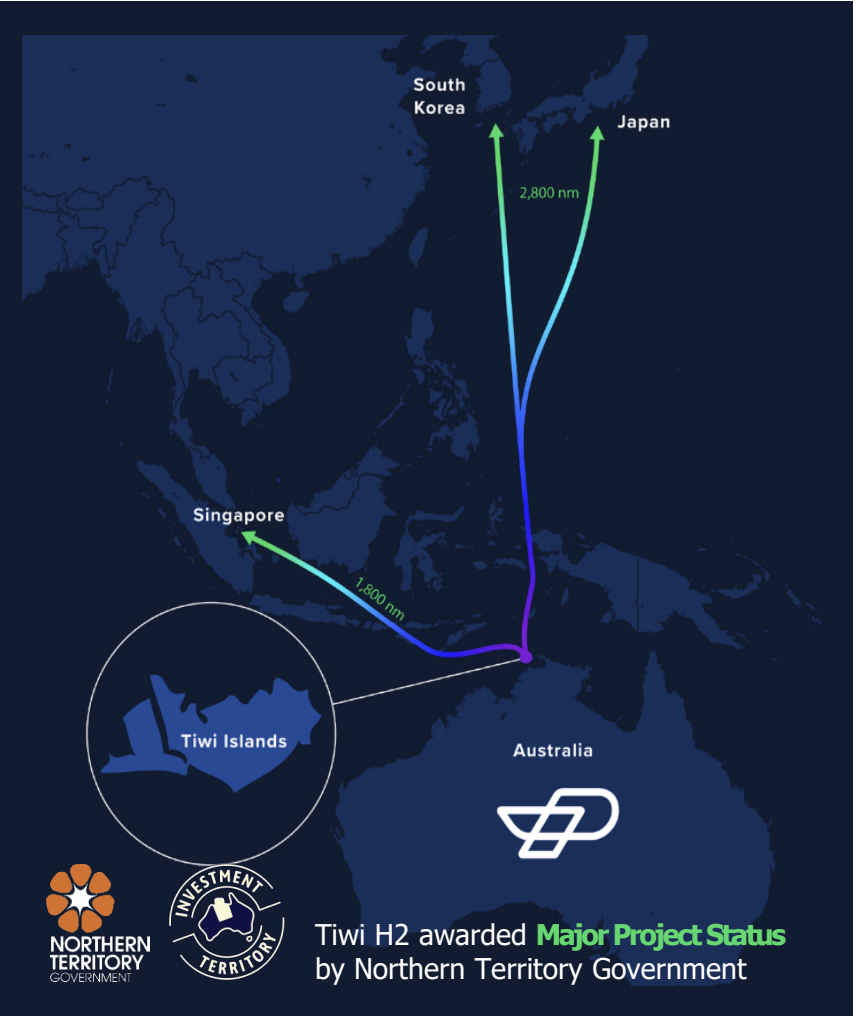 South
Korea
Japan
2,800 nm
Singapore
1,800 nm
Tiwi Islands
Australia
INVESTMENT
TERRITORY
NORTHERN
TERRITORY
GOVERNMENT
Tiwi H2 awarded Major Project Status
by Northern Territory Government